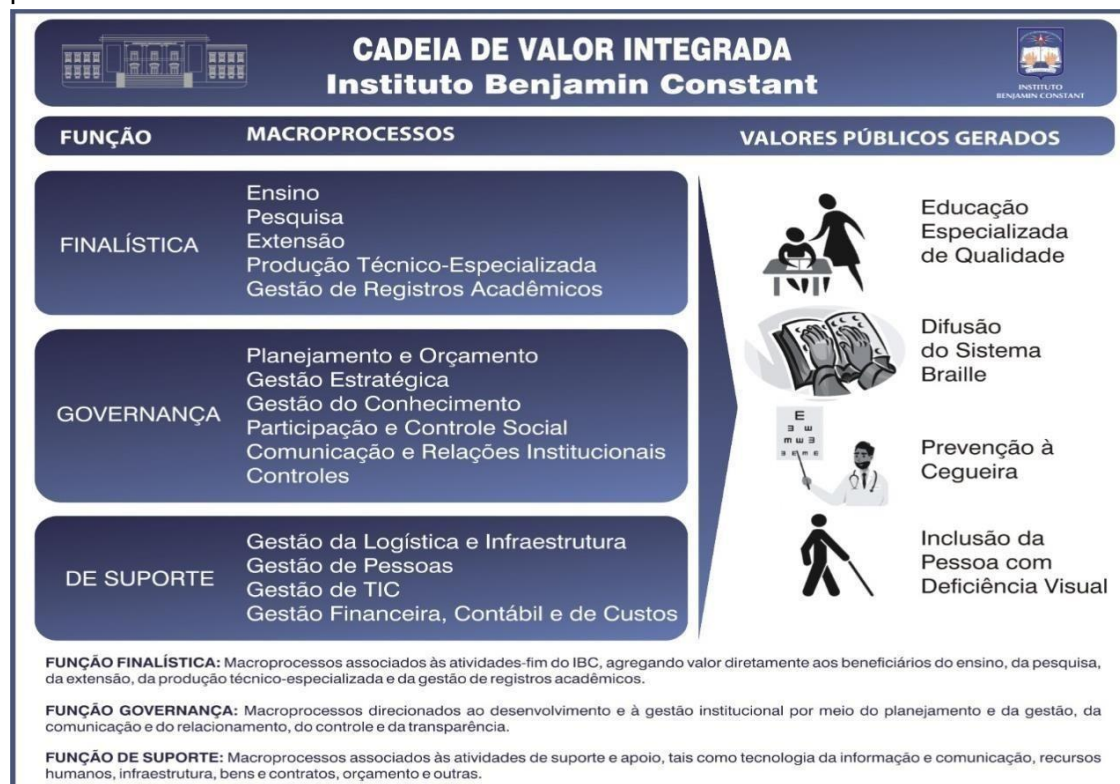 CADEIA DE VALOR INTEGRADA
Instituto Benjamin Constant
INSTITUTO
BENJAMIN CONSTANT
FUNÇÃO
MACROPROCESSOS
VALORES PÚBLICOS GERADOS
FINALÍSTICA
Ensino
Pesquisa
Extensão
Produção Técnico-Especializada
Gestão de Registros Acadêmicos
GOVERNANÇA
Planejamento e Orçamento
Gestão Estratégica
Gestão do Conhecimento
Participação e Controle Social
Comunicação e Relações Institucionais
Controles
DE SUPORTE
Gestão da Logística e Infraestrutura
Gestão de Pessoas
Gestão de TIC
Gestão Financeira, Contábil e de Custos
Educação
Especializada
de Qualidade
Difusão
do Sistema
Braille
E
Prevenção à
Cegueira
Inclusão da
Pessoa com
Deficiência Visual
FUNÇÃO FINALÍSTICA: Macroprocessos associados às atividades-fim do IBC, agregando valor diretamente aos beneficiários do ensino, da pesquisa,
da extensão, da produção técnico-especializada e da gestão de registros acadêmicos.
FUNÇÃO GOVERNANÇA: Macroprocessos direcionados ao desenvolvimento e à gestão institucional por meio do planejamento e da gestão, da
comunicação e do relacionamento, do controle e da transparência.
FUNÇÃO DE SUPORTE: Macroprocessos associados às atividades de suporte e apoio, tais como tecnologia da informação e comunicação, recursos
humanos, infraestrutura, bens e contratos, orçamento e outras.